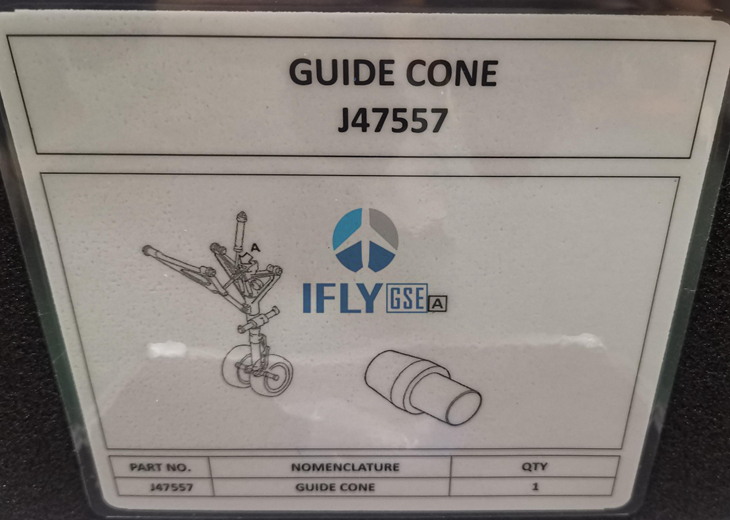 GUIDE CONE
J47557
A
IFLY GSE A
PART NO. NOMENCLATURE QTY
J47557 GUIDE CONE 1